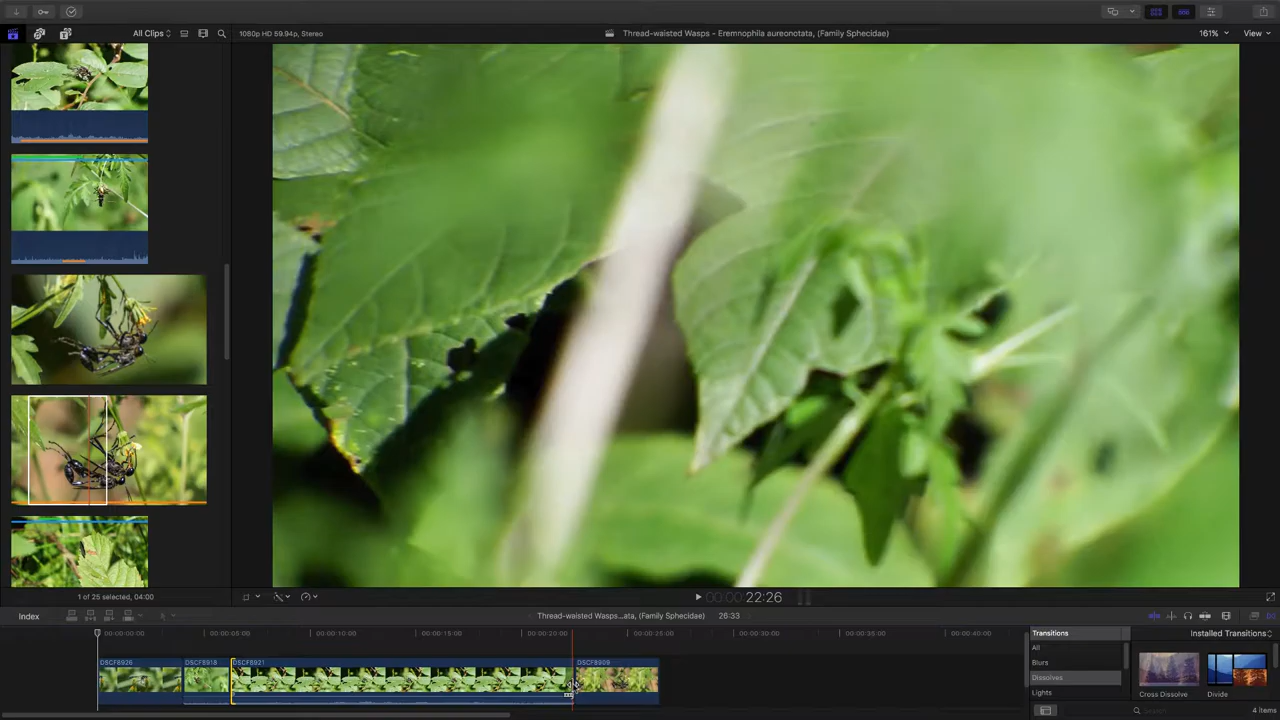 All Clips
1080p HD 59.94p, Stereo
Thread-waisted Wasps - Eremnophila aureonotata, (Family Sphecidae)
161%
View
1 of 25 selected, 04:00
00:00:22:26
Index
Thread-waisted Wasps...ata, (Family Sphecidae)
26:33
Transitions
Installed Transitions
00:00:00:00
00:00:05:00
00:00:10:00
00:00:15:00
00:00:20:00
00:00:25:00
00:00:30:00
00:00:35:00
00:00:40:00
All
Blurs
Dissolves
Lights
DSCF8926
DSCF8918
DSCF8921
DSCF8909
Cross Dissolve
Divide
Search
4 items